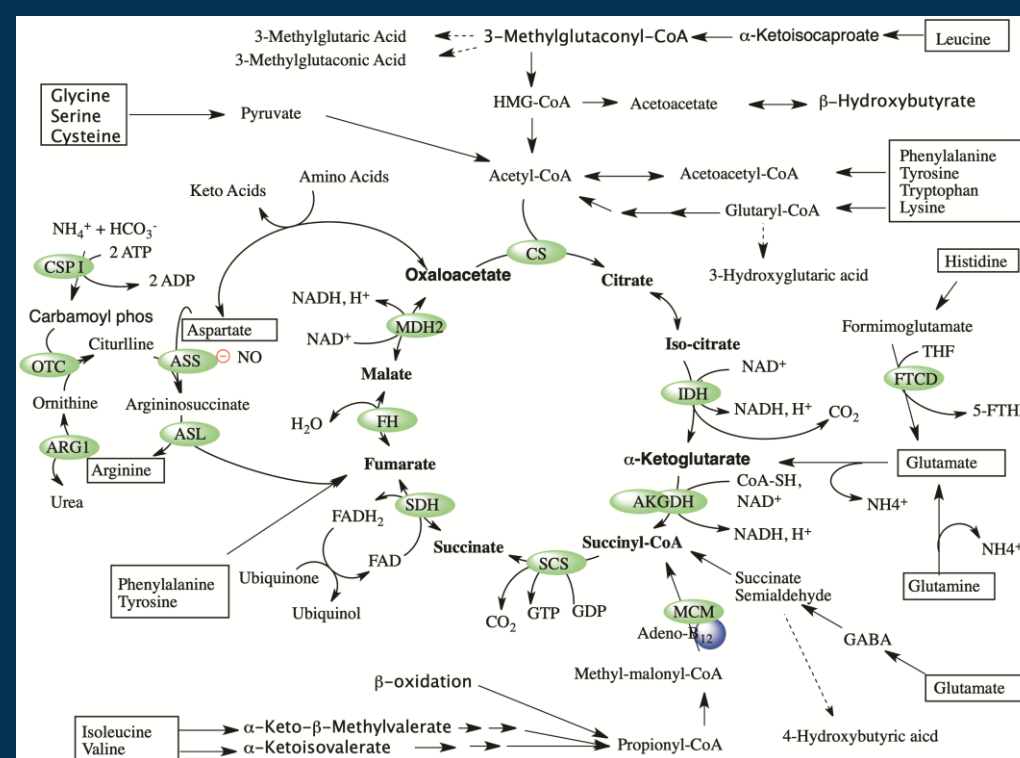 3-Methylglutaric Acid
3-Methylglutaconyl-CoA
α-Ketoisocaproate
Leucine
3-Methylglutaconic Acid
HMG-CoA
Acetoacetate
β-Hydroxybutyrate
Glycine
Serine
Cysteine
Pyruvate
Acetyl-CoA
Acetoacetyl-CoA
Phenylalanine
Tyrosine
Tryptophan
Lysine
Glutaryl-CoA
3-Hydroxyglutaric acid
Amino Acids
Keto Acids
NH₄⁺ + HCO₃⁻
2 ATP
CSP I
2 ADP
Carbamoyl phos
Citurlline
OTC
Ornithine
ARG1
Urea
Aspartate
ASS
NO
Argininosuccinate
ASL
Arginine
Oxaloacetate
CS
Citrate
NADH, H⁺
NAD⁺
MDH2
Malate
H₂O
FH
Fumarate
Iso-citrate
IDH
NAD⁺
NADH, H⁺
CO₂
α-Ketoglutarate
AKGDH
CoA-SH,
NAD⁺
NADH, H⁺
Succinyl-CoA
Histidine
Formimoglutamate
THF
FTCD
5-FTH
Glutamate
NH4⁺
NH4⁺
Glutamine
SDH
FADH₂
FAD
Succinate
SCS
CO₂
GTP
GDP
Ubiquinone
Ubiquinol
Phenylalanine
Tyrosine
MCM
Adeno-B₁₂
Succinate
Semialdehyde
GABA
Glutamate
4-Hydroxybutyric aicd
Methyl-malonyl-CoA
β-oxidation
Propionyl-CoA
Isoleucine
Valine
α-Keto-β-Methylvalerate
α-Ketoisovalerate